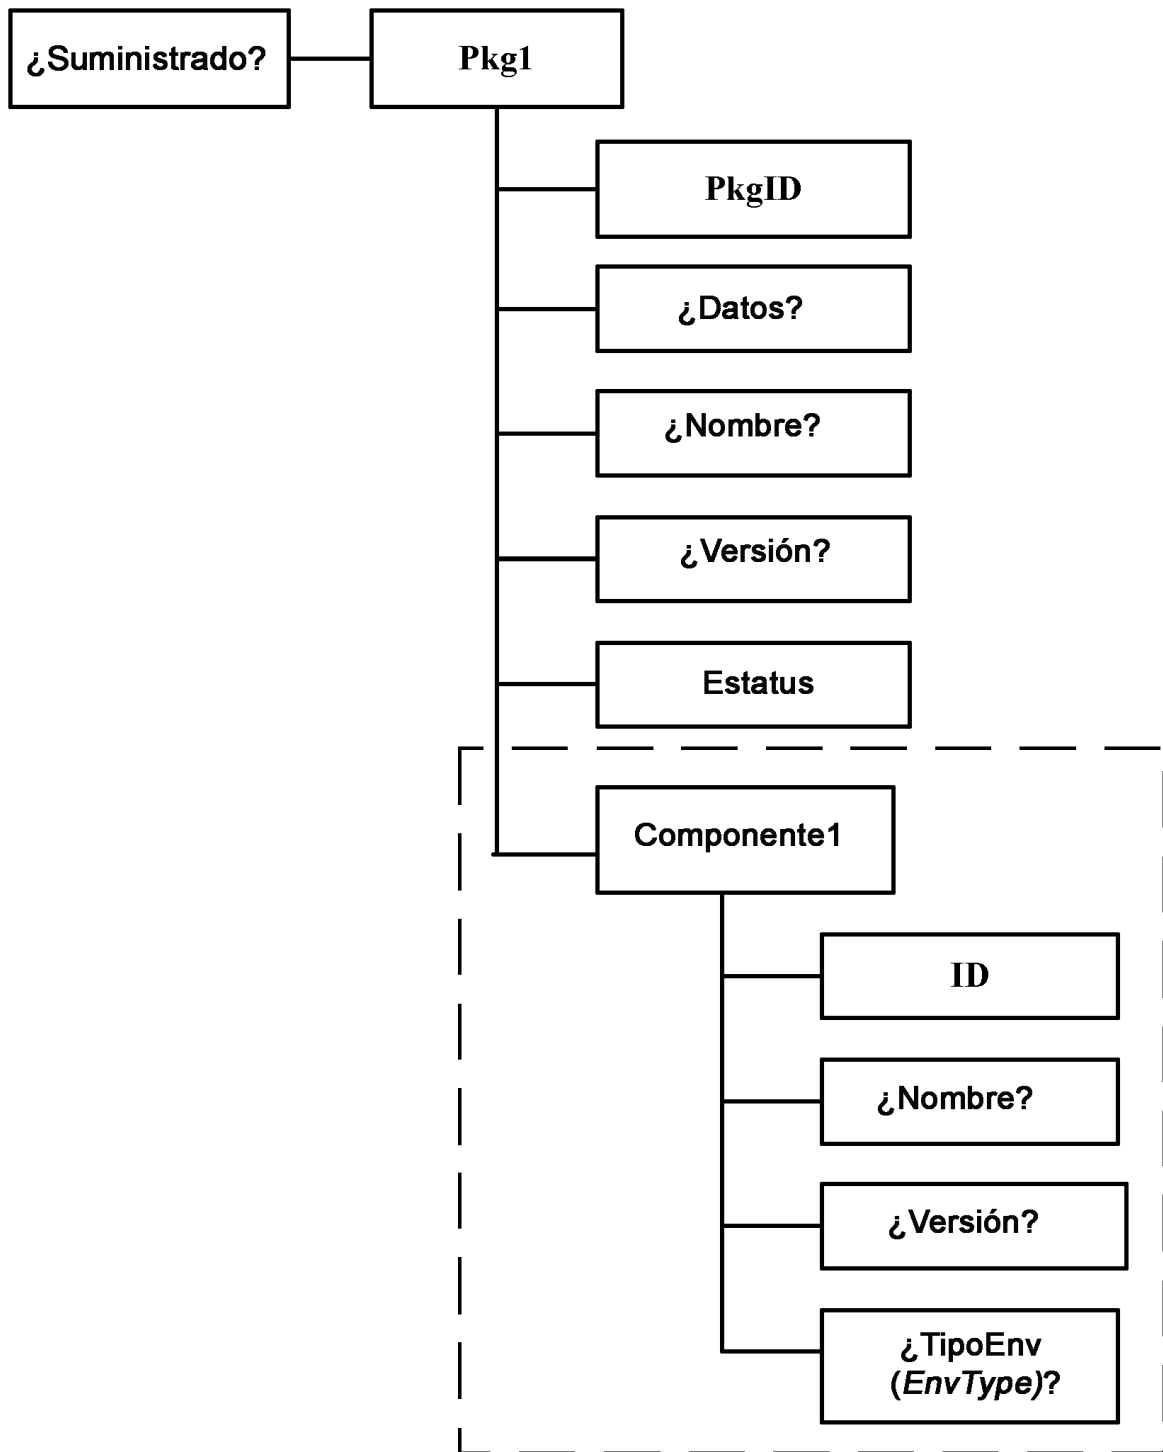 ¿Suministrado?
Pkg1
PkgID
¿Datos?
¿Nombre?
¿Versión?
Estatus
Componente1
ID
¿Nombre?
¿Versión?
¿TipoEnv
(EnvType)?